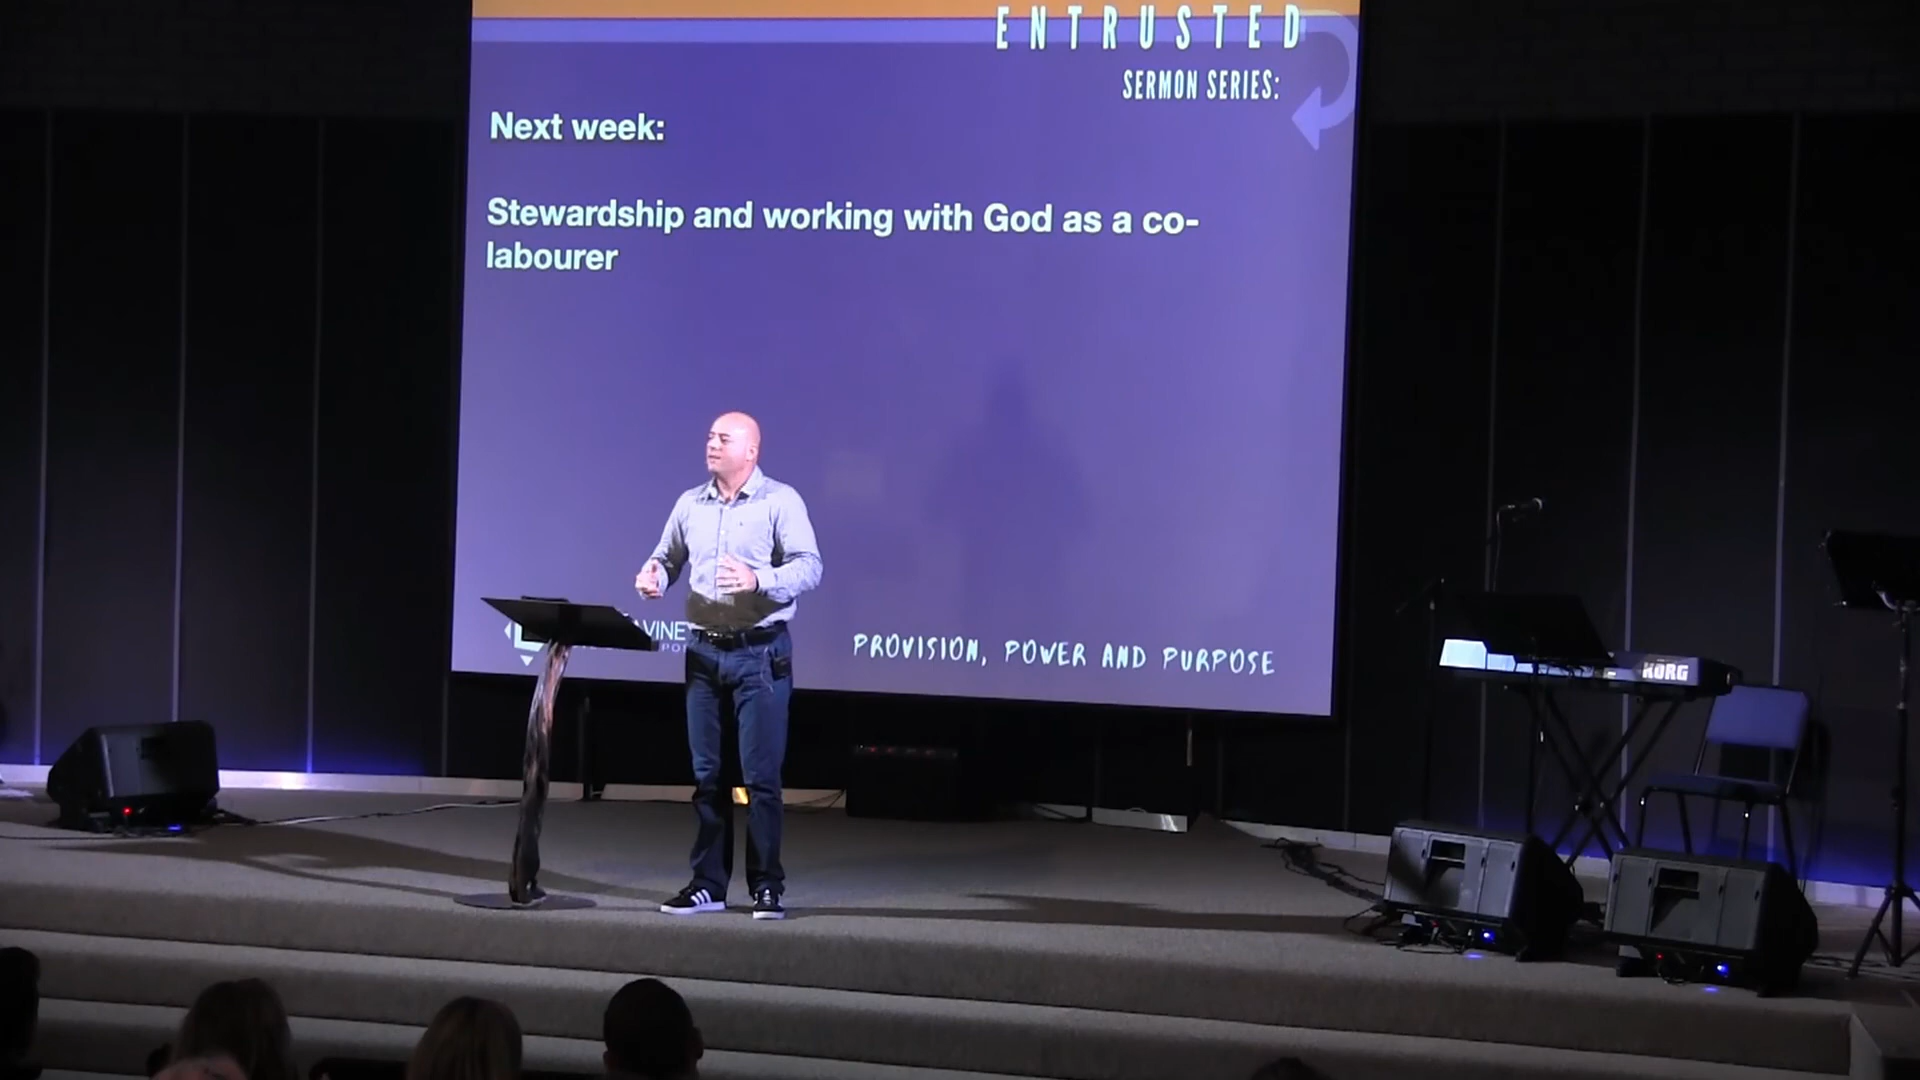 ENTRUSTED
SERMON SERIES:
Next week:
Stewardship and working with God as a co-
labourer
PROVISION, POWER AND PURPOSE
KORG